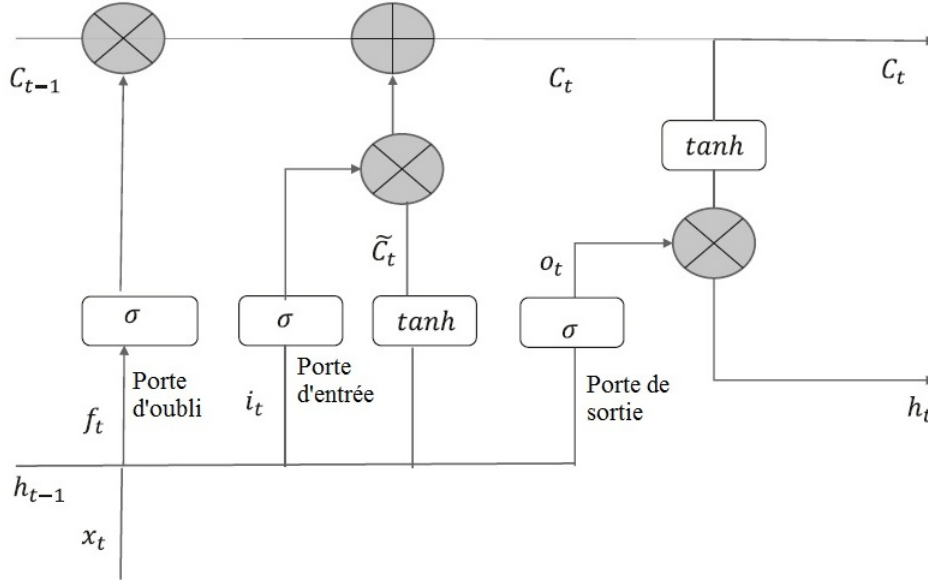 C_{t-1}
C_t
C_t
tanh
C̃_t
o_t
σ
σ
tanh
σ
Porte
d'oubli
Porte
d'entrée
Porte de
sortie
f_t
i_t
h_t
h_{t-1}
x_t